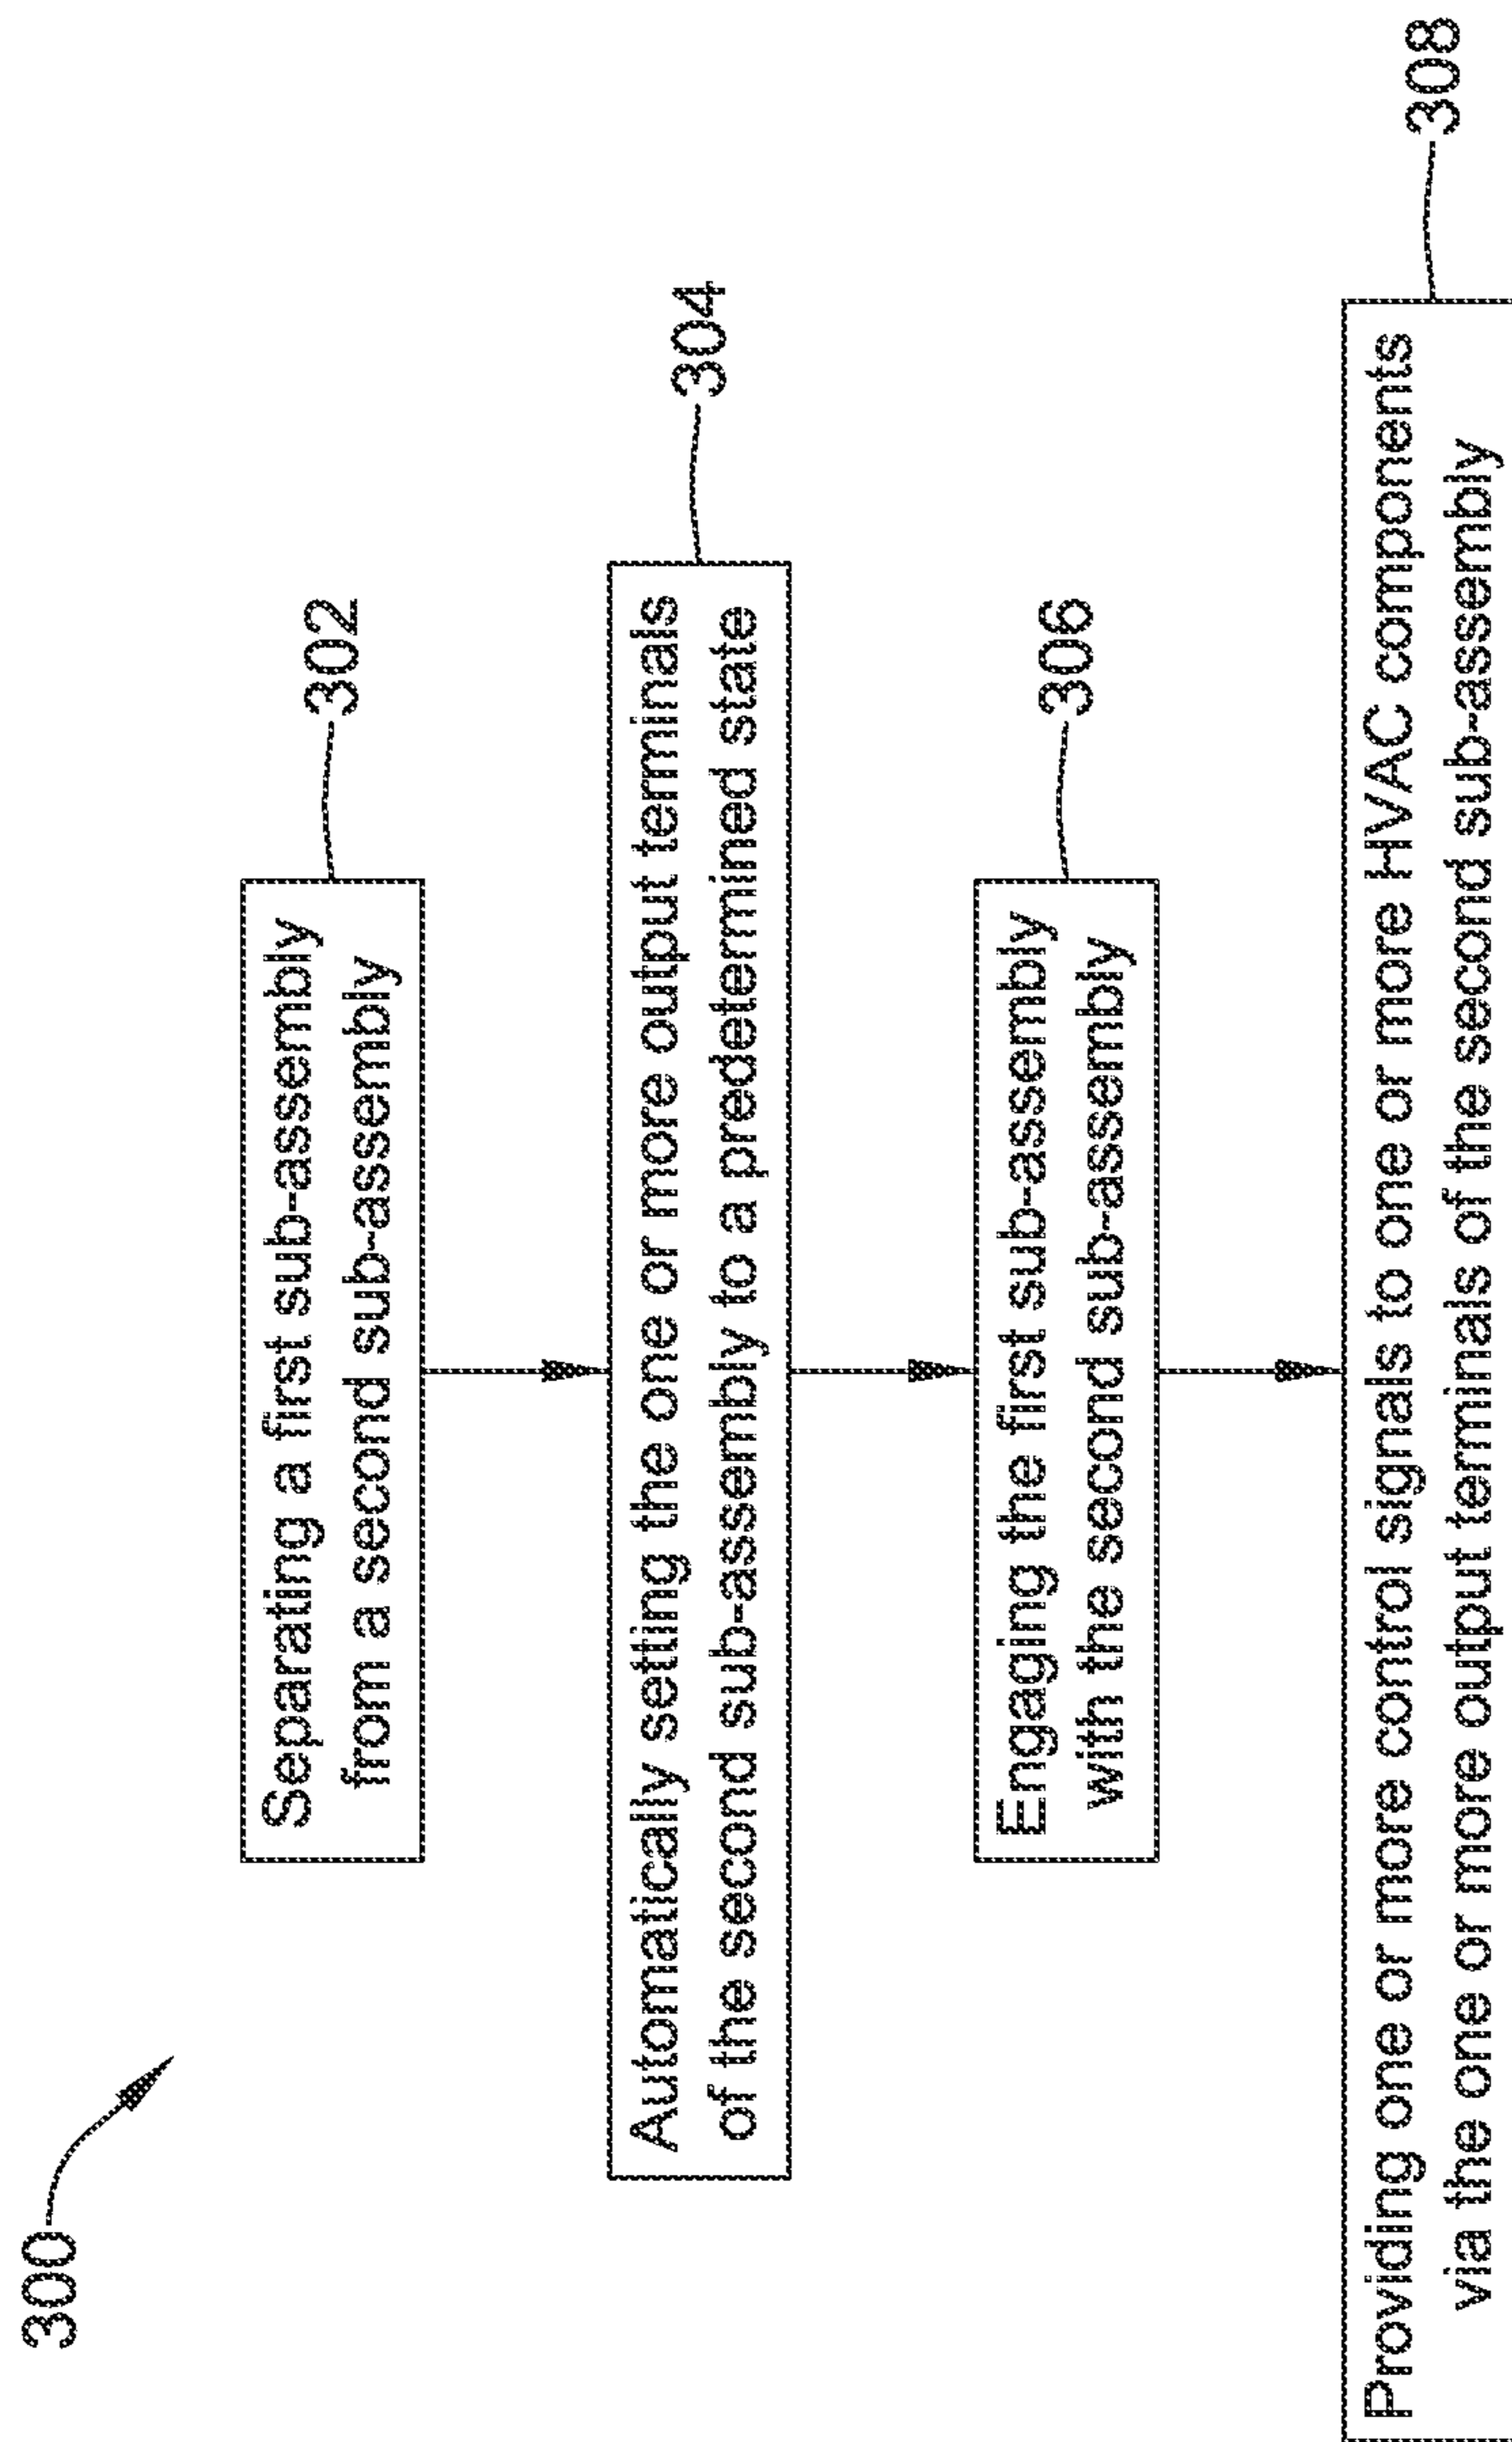 300
Separating a first sub-assembly
from a second sub-assembly
302
Automatically setting the one or more output terminals
of the second sub-assembly to a predetermined state
304
Engaging the first sub-assembly
with the second sub-assembly
306
Providing one or more control signals to one or more HVAC components
via the one or more output terminals of the second sub-assembly
308